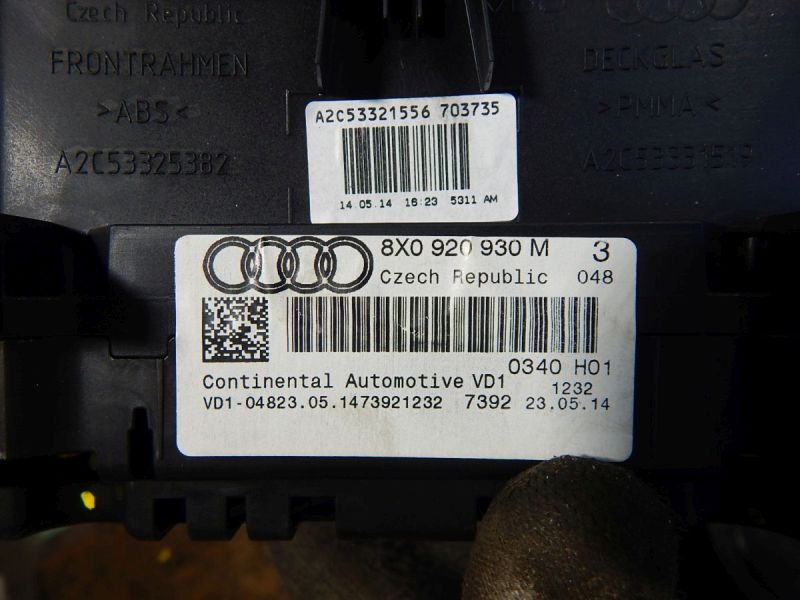 Czech Republic
FRONTRAHMEN
DECKGLAS
>ABS<
>PMMA<
A2C53325382
A2C53331519
A2C53321556 703735
14.05.14 16:23 5311 AM
8X0 920 930 M 3
Czech Republic 048
0340 H01
Continental Automotive VD1 1232
VD1-04823.05.1473921232 7392 23.05.14